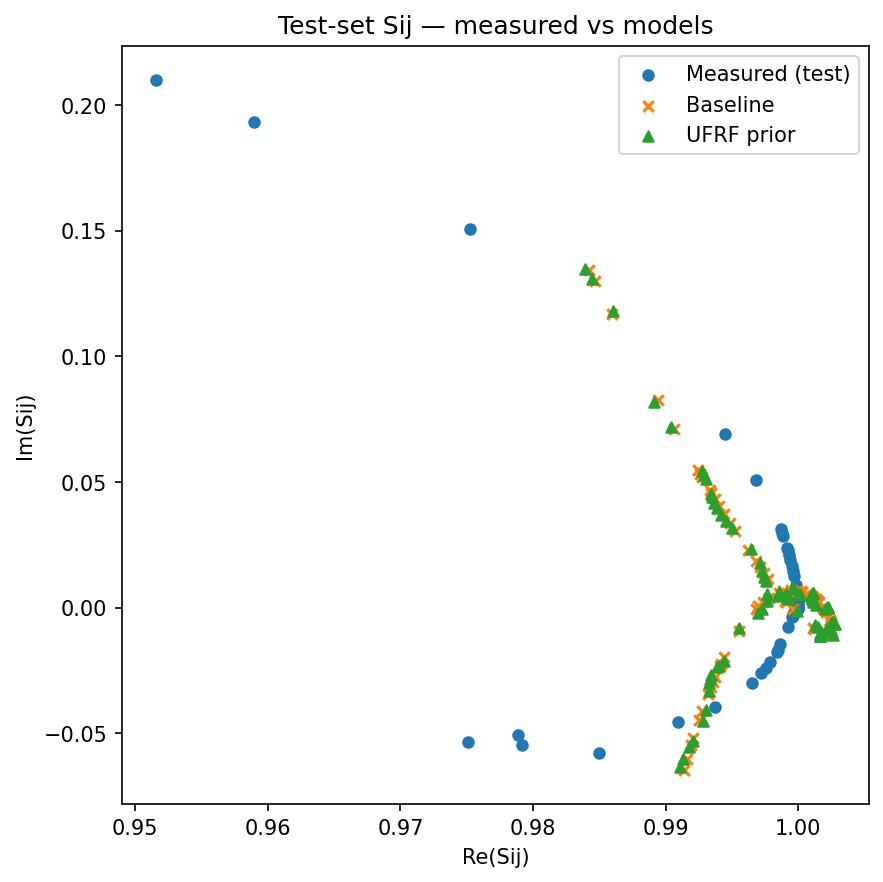 Test-set Sij — measured vs models
Measured (test)
Baseline
UFRF prior
0.20
0.15
0.10
0.05
0.00
−0.05
Im(Sij)
0.95 0.96 0.97 0.98 0.99 1.00
Re(Sij)